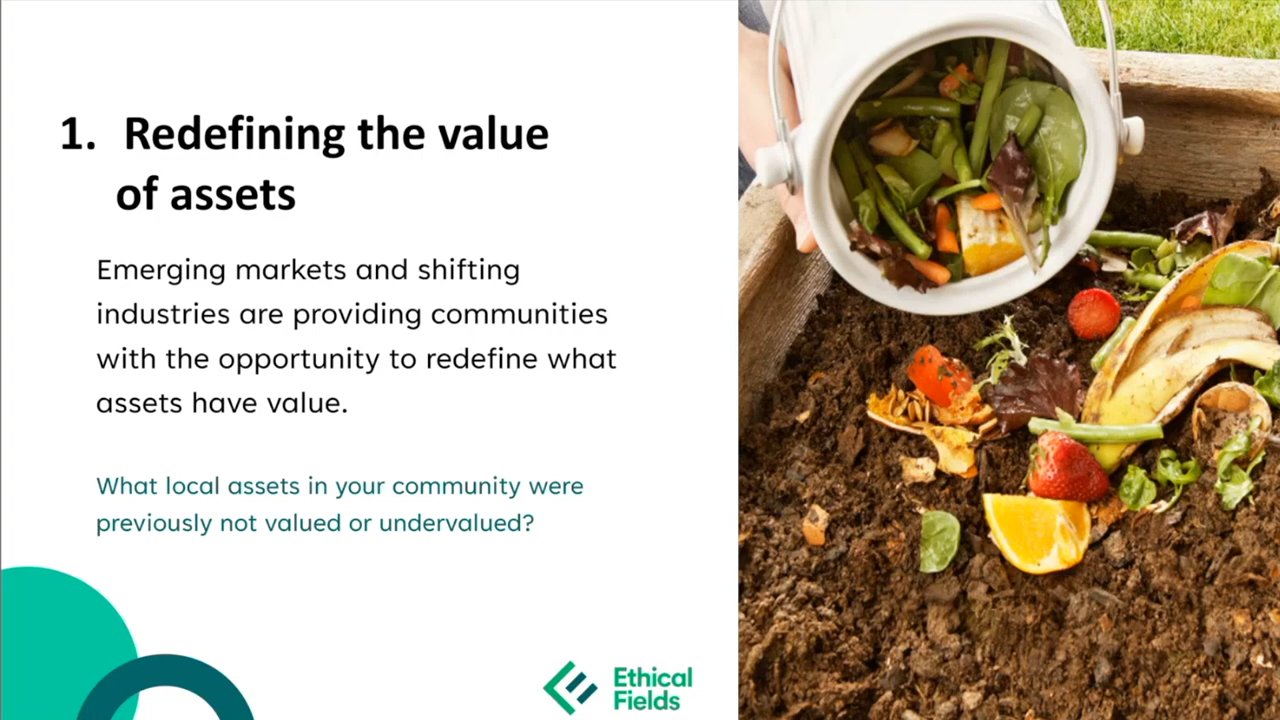 1. Redefining the value
of assets
Emerging markets and shifting
industries are providing communities
with the opportunity to redefine what
assets have value.
What local assets in your community were
previously not valued or undervalued?
Ethical
Fields